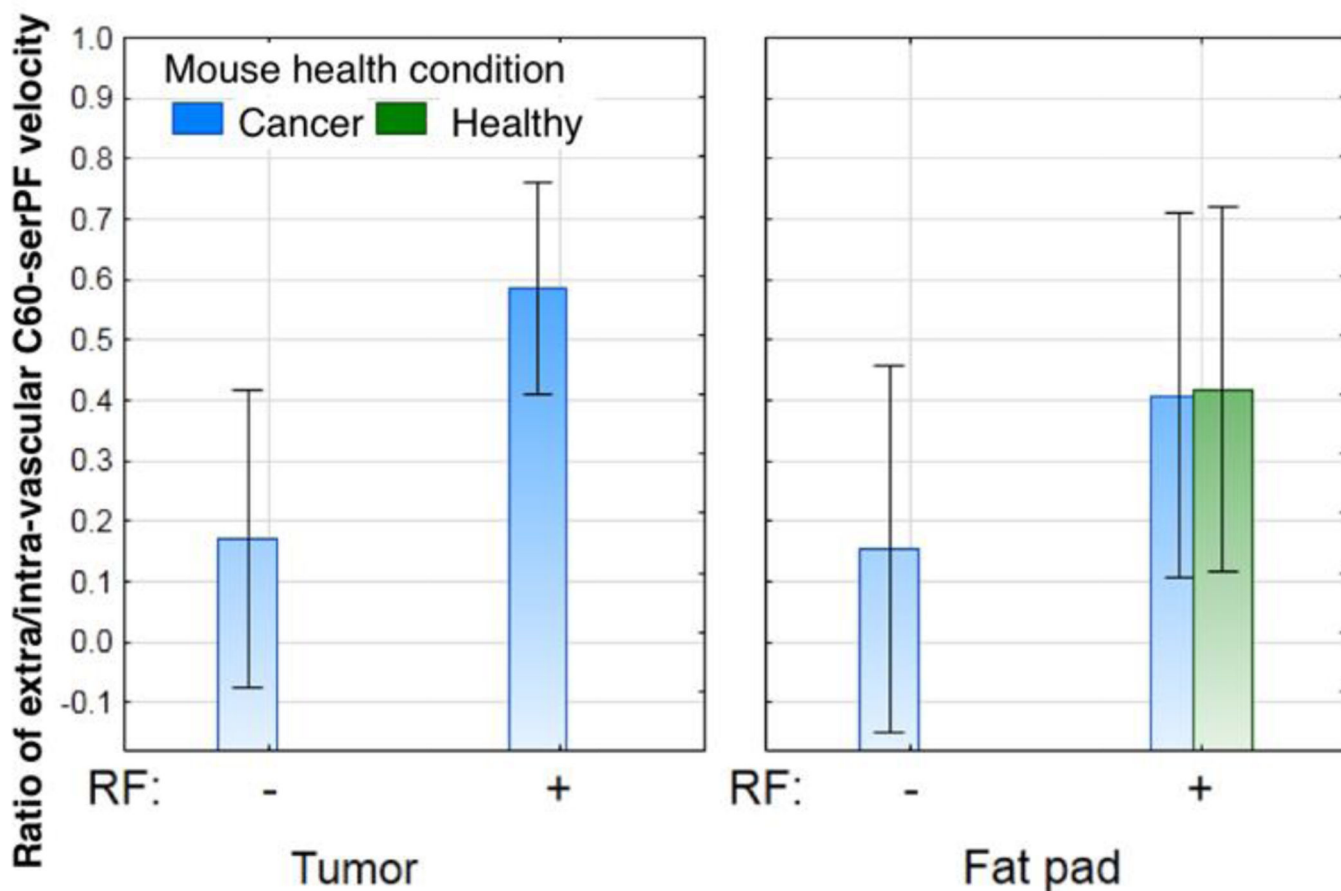 Ratio of extra/intra-vascular C60-serPF velocity
1.0
0.9
0.8
0.7
0.6
0.5
0.4
0.3
0.2
0.1
0.0
-0.1
Mouse health condition
Cancer Healthy
RF: - +
Tumor
RF: - +
Fat pad